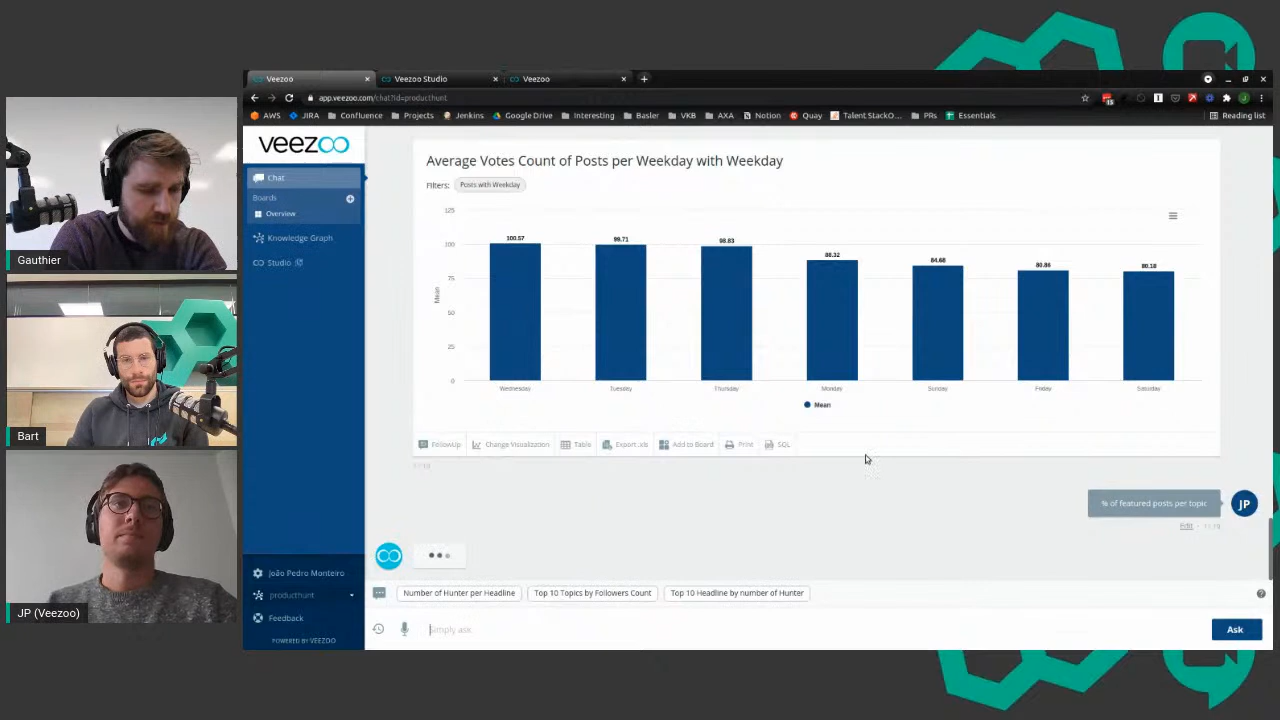 Gauthier
Bart
JP (Veezoo)
Veezoo
Veezoo Studio
Veezoo
app.veezoo.com/chat?id=producthunt
AWS
JIRA
Confluence
Projects
Jenkins
Google Drive
Interesting
Basler
VKB
AXA
Notion
Quay
Talent StackO...
PRs
Essentials
Reading list
veezoo
Chat
Boards
Overview
Knowledge Graph
Studio
João Pedro Monteiro
producthunt
Feedback
POWERED BY VEEZOO
Average Votes Count of Posts per Weekday with Weekday
Filters: Posts with Weekday
125
100
75
50
25
0
Mean
100.57
99.71
98.83
88.32
84.68
80.86
80.18
Wednesday
Tuesday
Thursday
Monday
Sunday
Friday
Saturday
Mean
FollowUp
Change Visualization
Table
Export .xls
Add to Board
Print
SQL
% of featured posts per topic
JP
Edit
Number of Hunter per Headline
Top 10 Topics by Followers Count
Top 10 Headline by number of Hunter
Simply ask
Ask